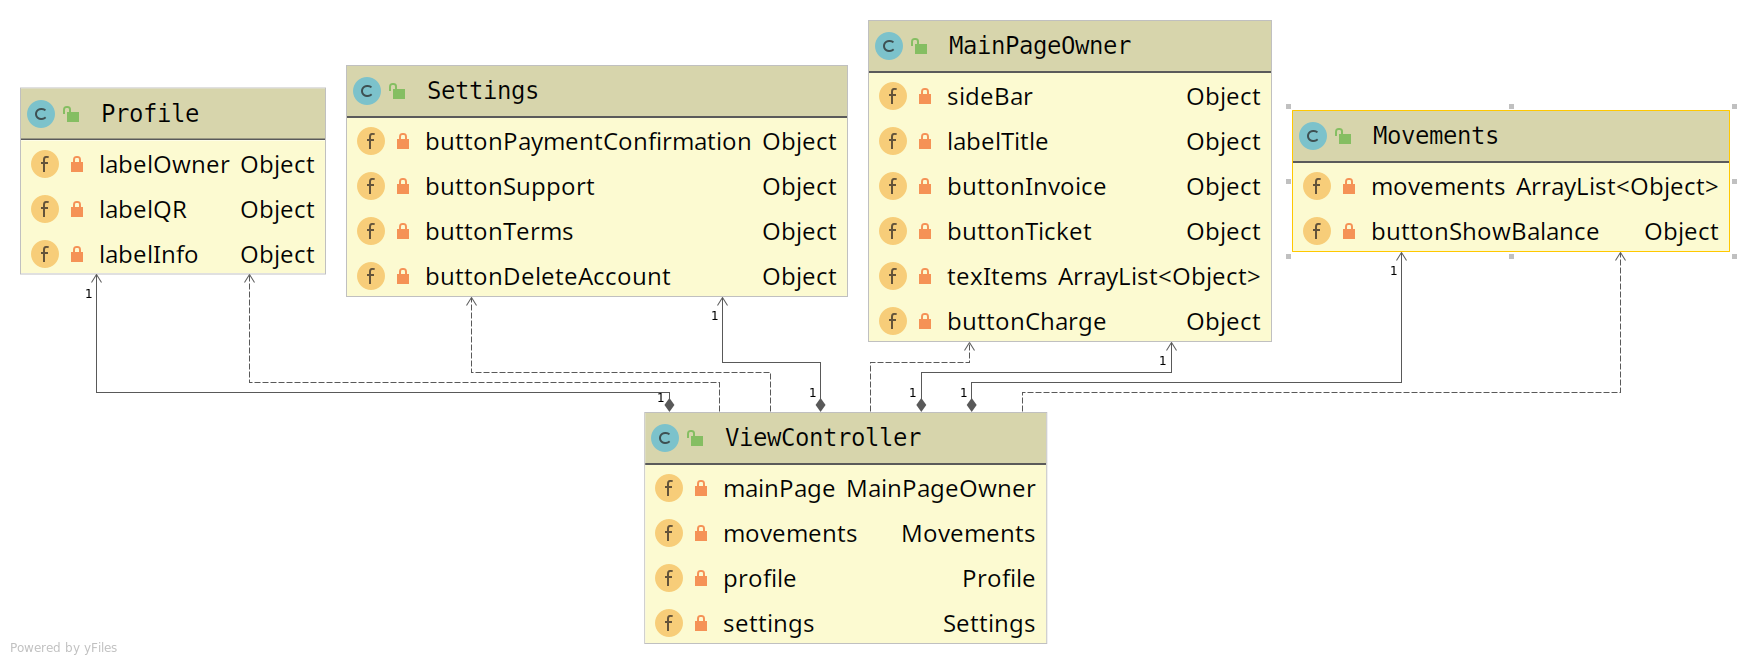 Profile
labelOwner Object
labelQR Object
labelInfo Object
Settings
buttonPaymentConfirmation Object
buttonSupport Object
buttonTerms Object
buttonDeleteAccount Object
MainPageOwner
sideBar Object
labelTitle Object
buttonInvoice Object
buttonTicket Object
texItems ArrayList<Object>
buttonCharge Object
Movements
movements ArrayList<Object>
buttonShowBalance Object
1
1
1
1
1
1
1
1
ViewController
mainPage MainPageOwner
movements Movements
profile Profile
settings Settings
Powered by yFiles